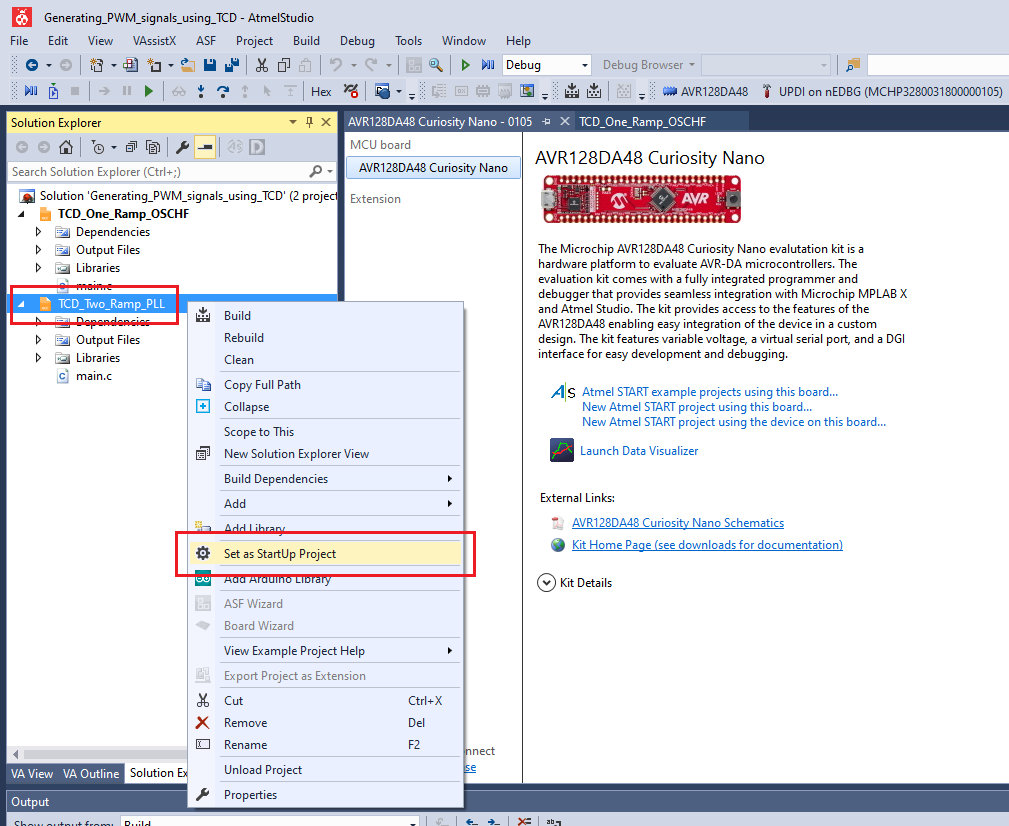 Generating_PWM_signals_using_TCD - AtmelStudio
File Edit View VAssistX ASF Project Build Debug Tools Window Help
Debug Debug Browser
Hex AVR128DA48 UPDI on nEDBG (MCHP3280031800000105)
Solution Explorer
Search Solution Explorer (Ctrl+;)
Solution 'Generating_PWM_signals_using_TCD' (2 project
TCD_One_Ramp_OSCHF
Dependencies
Output Files
Libraries
main.c
TCD_Two_Ramp_PLL
Dependencies
Output Files
Libraries
main.c
Build
Rebuild
Clean
Copy Full Path
Collapse
Scope to This
New Solution Explorer View
Build Dependencies
Add
Add Library
Set as StartUp Project
Add Arduino Library
ASF Wizard
Board Wizard
View Example Project Help
Export Project as Extension
Cut Ctrl+X
Remove Del
Rename F2
Unload Project
Properties
AVR128DA48 Curiosity Nano - 0105 TCD_One_Ramp_OSCHF
MCU board
AVR128DA48 Curiosity Nano
Extension
AVR128DA48 Curiosity Nano
AVR
The Microchip AVR128DA48 Curiosity Nano evalutation kit is a
hardware platform to evaluate AVR-DA microcontrollers. The
evaluation kit comes with a fully integrated programmer and
debugger that provides seamless integration with Microchip MPLAB X
and Atmel Studio. The kit provides access to the features of the
AVR128DA48 enabling easy integration of the device in a custom
design. The kit features variable voltage, a virtual serial port, and a DGI
interface for easy development and debugging.
Atmel START example projects using this board...
New Atmel START project using this board...
New Atmel START project using the device on this board...
Launch Data Visualizer
External Links:
AVR128DA48 Curiosity Nano Schematics
Kit Home Page (see downloads for documentation)
Kit Details
nnect
se
VA View VA Outline Solution Ex
Output
Show output from: Build